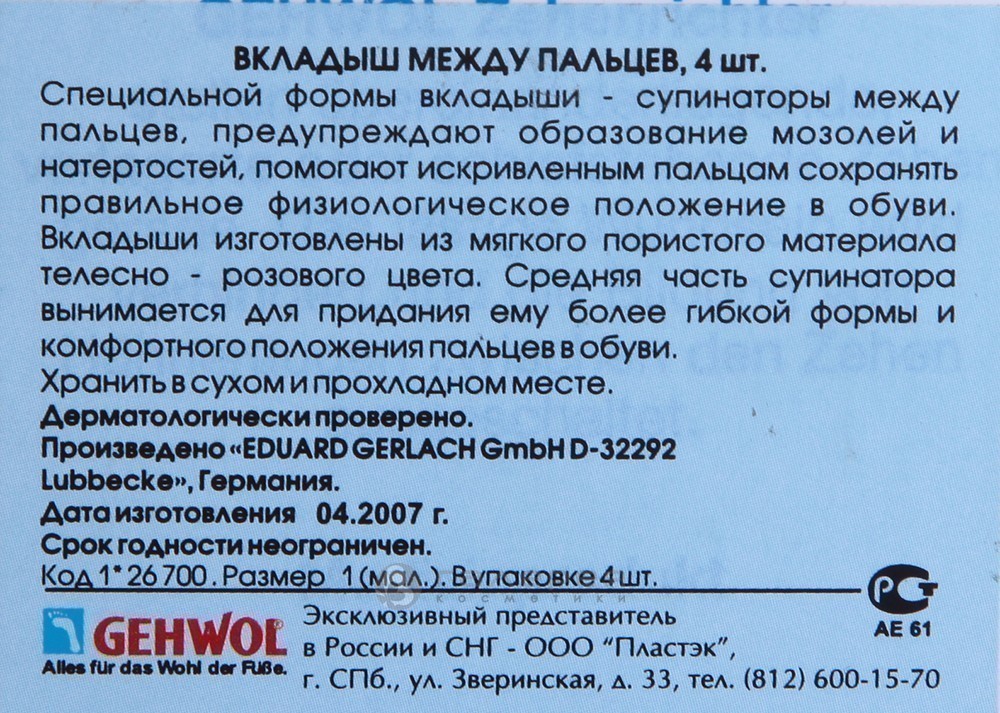 GEHWOL Zehenrichter
ВКЛАДЫШ МЕЖДУ ПАЛЬЦЕВ, 4 шт.
Специальной формы вкладыши - супинаторы между
пальцев, предупреждают образование мозолей и
натертостей, помогают искривленным пальцам сохранять
правильное физиологическое положение в обуви.
Вкладыши изготовлены из мягкого пористого материала
телесно - розового цвета. Средняя часть супинатора
вынимается для придания ему более гибкой формы и
комфортного положения пальцев в обуви.
Хранить в сухом и прохладном месте.
Дерматологически проверено.
Произведено «EDUARD GERLACH GmbH D-32292
Lubbecke», Германия.
Дата изготовления 04.2007 г.
Срок годности неограничен.
Код 1* 26 700. Размер 1 (мал.). В упаковке 4 шт.
косметики
РСТ
АЕ 61
GEHWOL
Alles für das Wohl der Füße.
Эксклюзивный представитель
в России и СНГ - ООО “Пластэк”,
г. СПб., ул. Зверинская, д. 33, тел. (812) 600-15-70